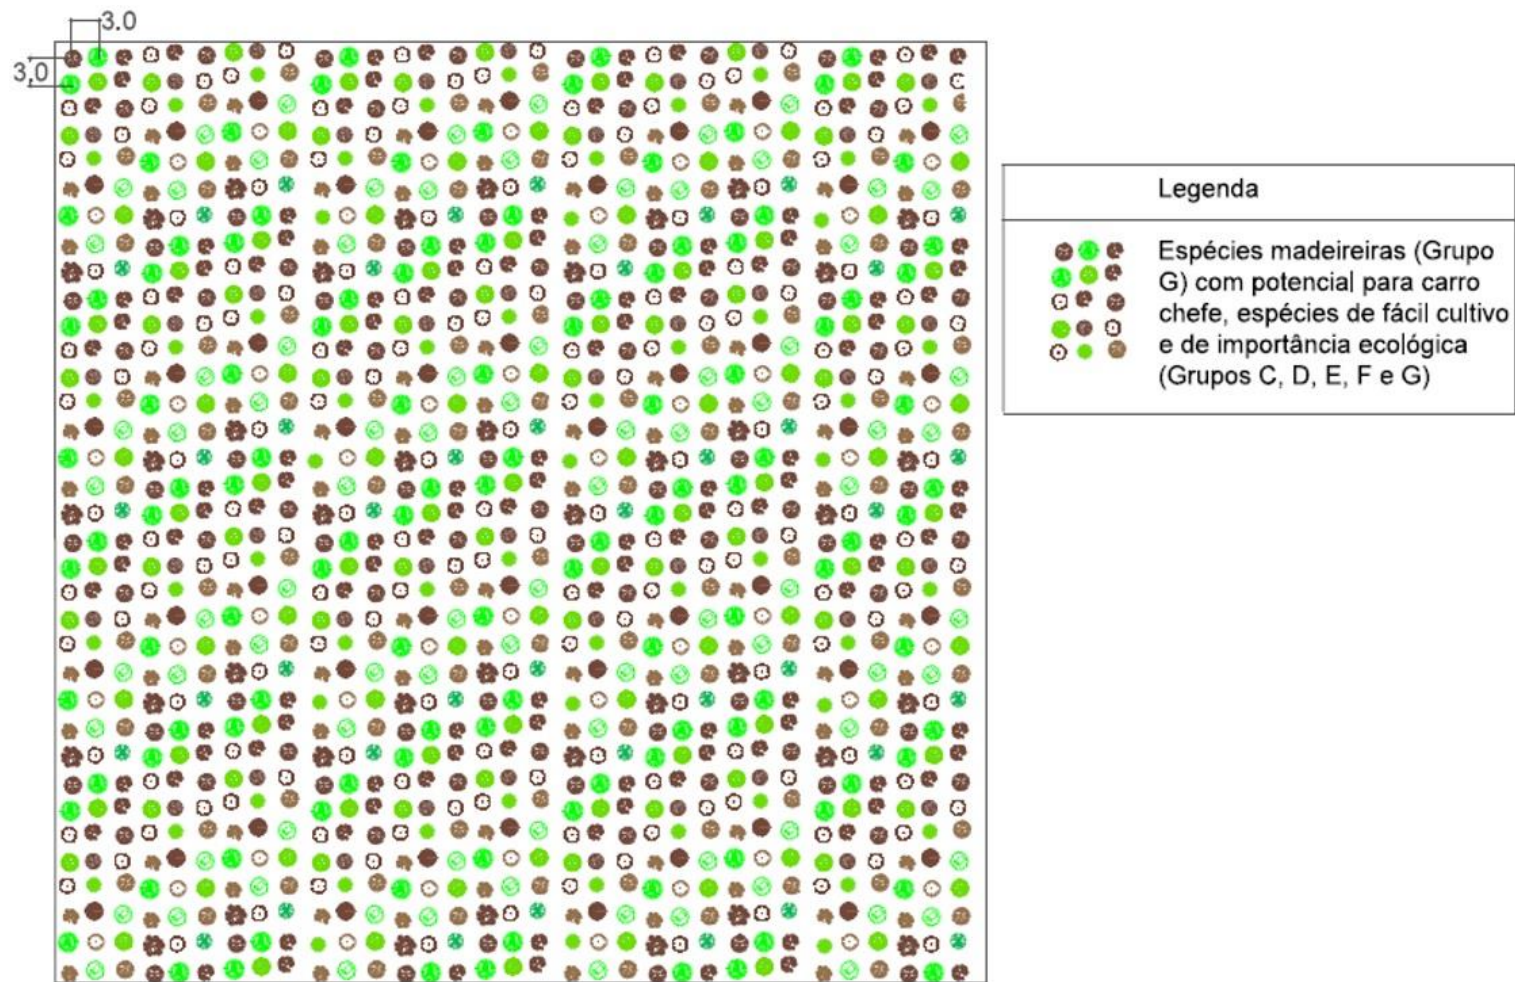 3.0
3,0
Legenda
Espécies madeireiras (Grupo
G) com potencial para carro
chefe, espécies de fácil cultivo
e de importância ecológica
(Grupos C, D, E, F e G)